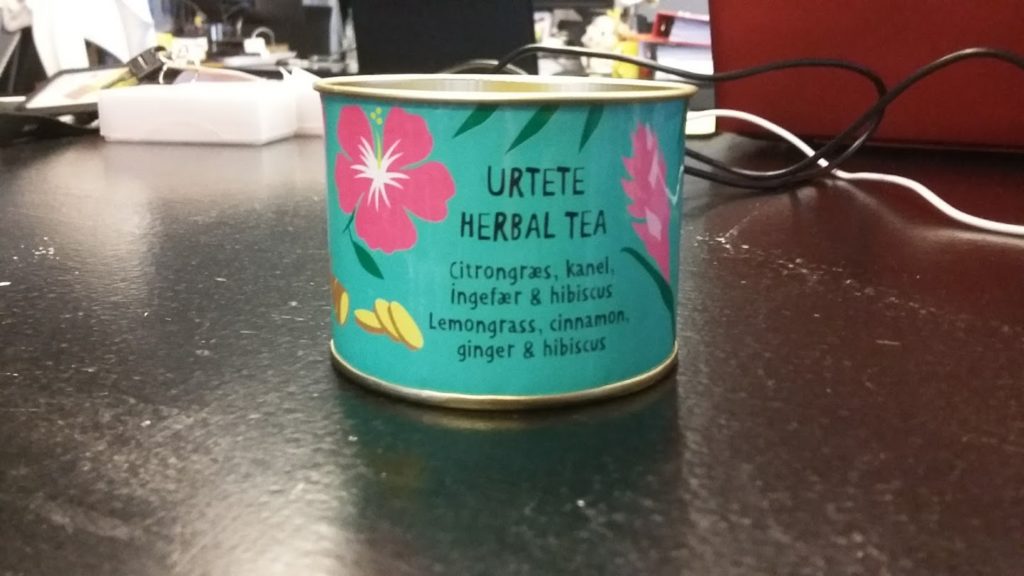 URTETE
HERBAL TEA
Citrongræs, kanel,
ingefær & hibiscus
Lemongrass, cinnamon,
ginger & hibiscus